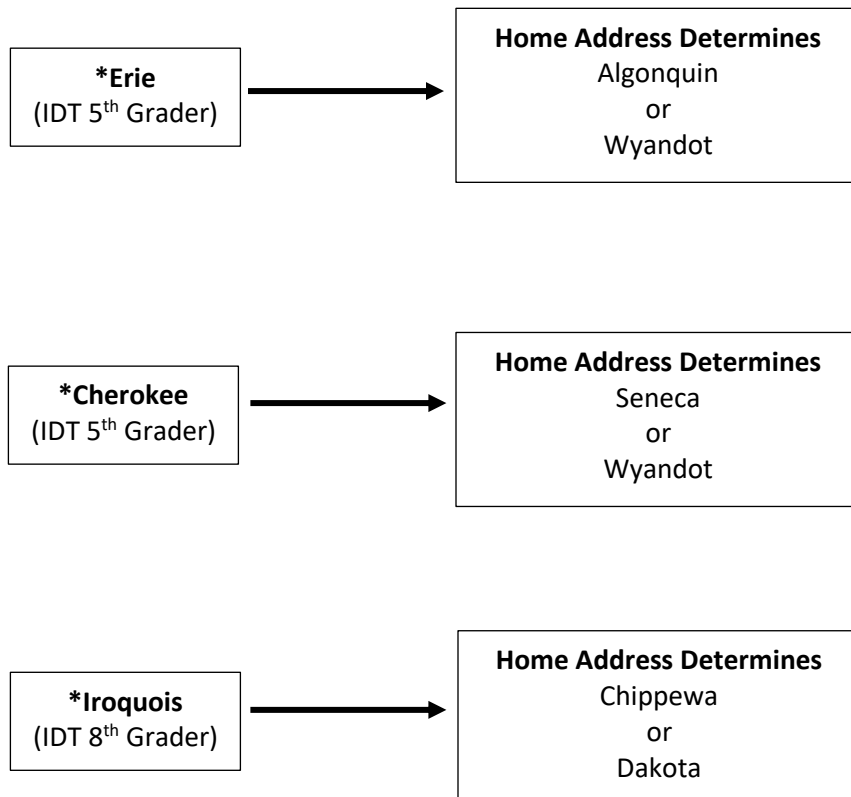 *Erie
(IDT 5th Grader)
Home Address Determines
Algonquin
or
Wyandot
*Cherokee
(IDT 5th Grader)
Home Address Determines
Seneca
or
Wyandot
*Iroquois
(IDT 8th Grader)
Home Address Determines
Chippewa
or
Dakota